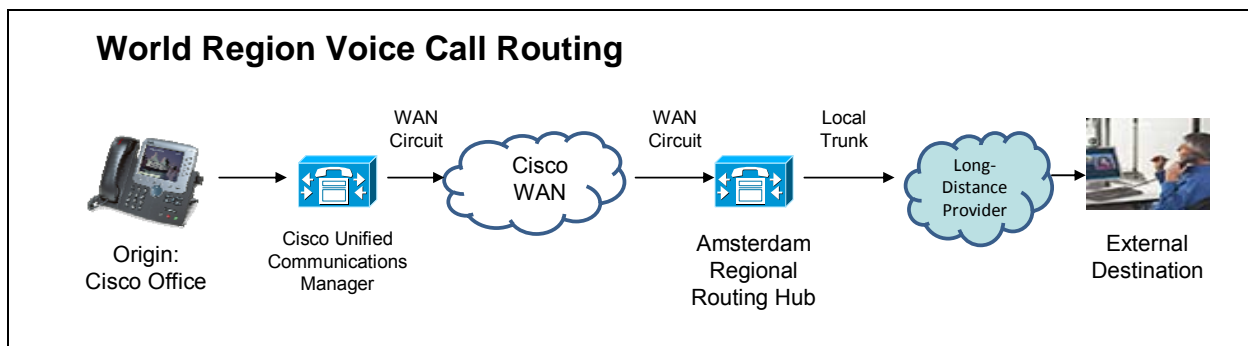 World Region Voice Call Routing
WAN
Circuit
WAN
Circuit
Local
Trunk
Cisco
WAN
Long-
Distance
Provider
Origin:
Cisco Office
Cisco Unified
Communications
Manager
Amsterdam
Regional
Routing Hub
External
Destination